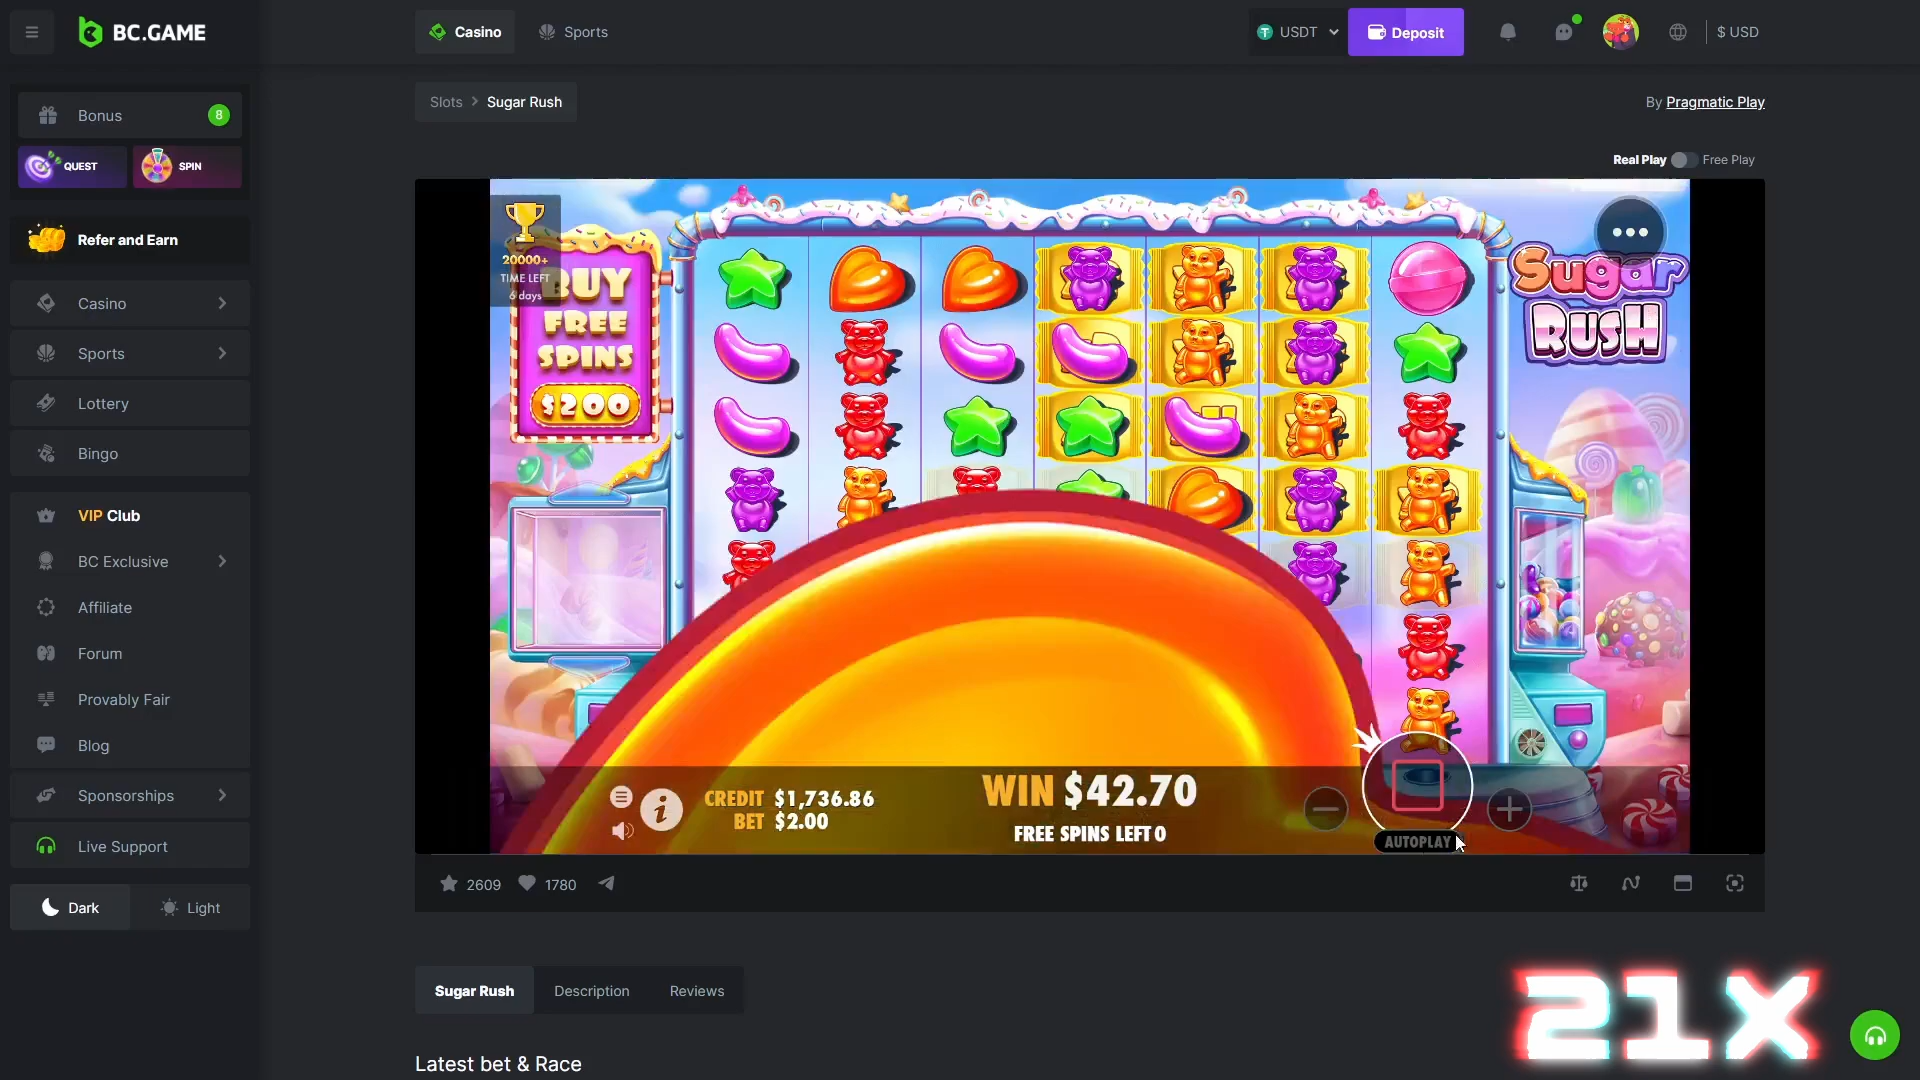 BC.GAME
Casino
Sports
USDT
Deposit
$ USD
Bonus
8
QUEST
SPIN
Refer and Earn
Casino
Sports
Lottery
Bingo
VIP Club
BC Exclusive
Affiliate
Forum
Provably Fair
Blog
Sponsorships
Live Support
Dark
Light
Slots > Sugar Rush
By Pragmatic Play
Real Play
Free Play
20000+
TIME LEFT
6 days
BUY
FREE
SPINS
$200
Sugar
RUSH
CREDIT $1,736.86
BET $2.00
WIN $42.70
FREE SPINS LEFT 0
AUTOPLAY
2609
1780
Sugar Rush
Description
Reviews
Latest bet & Race
21X